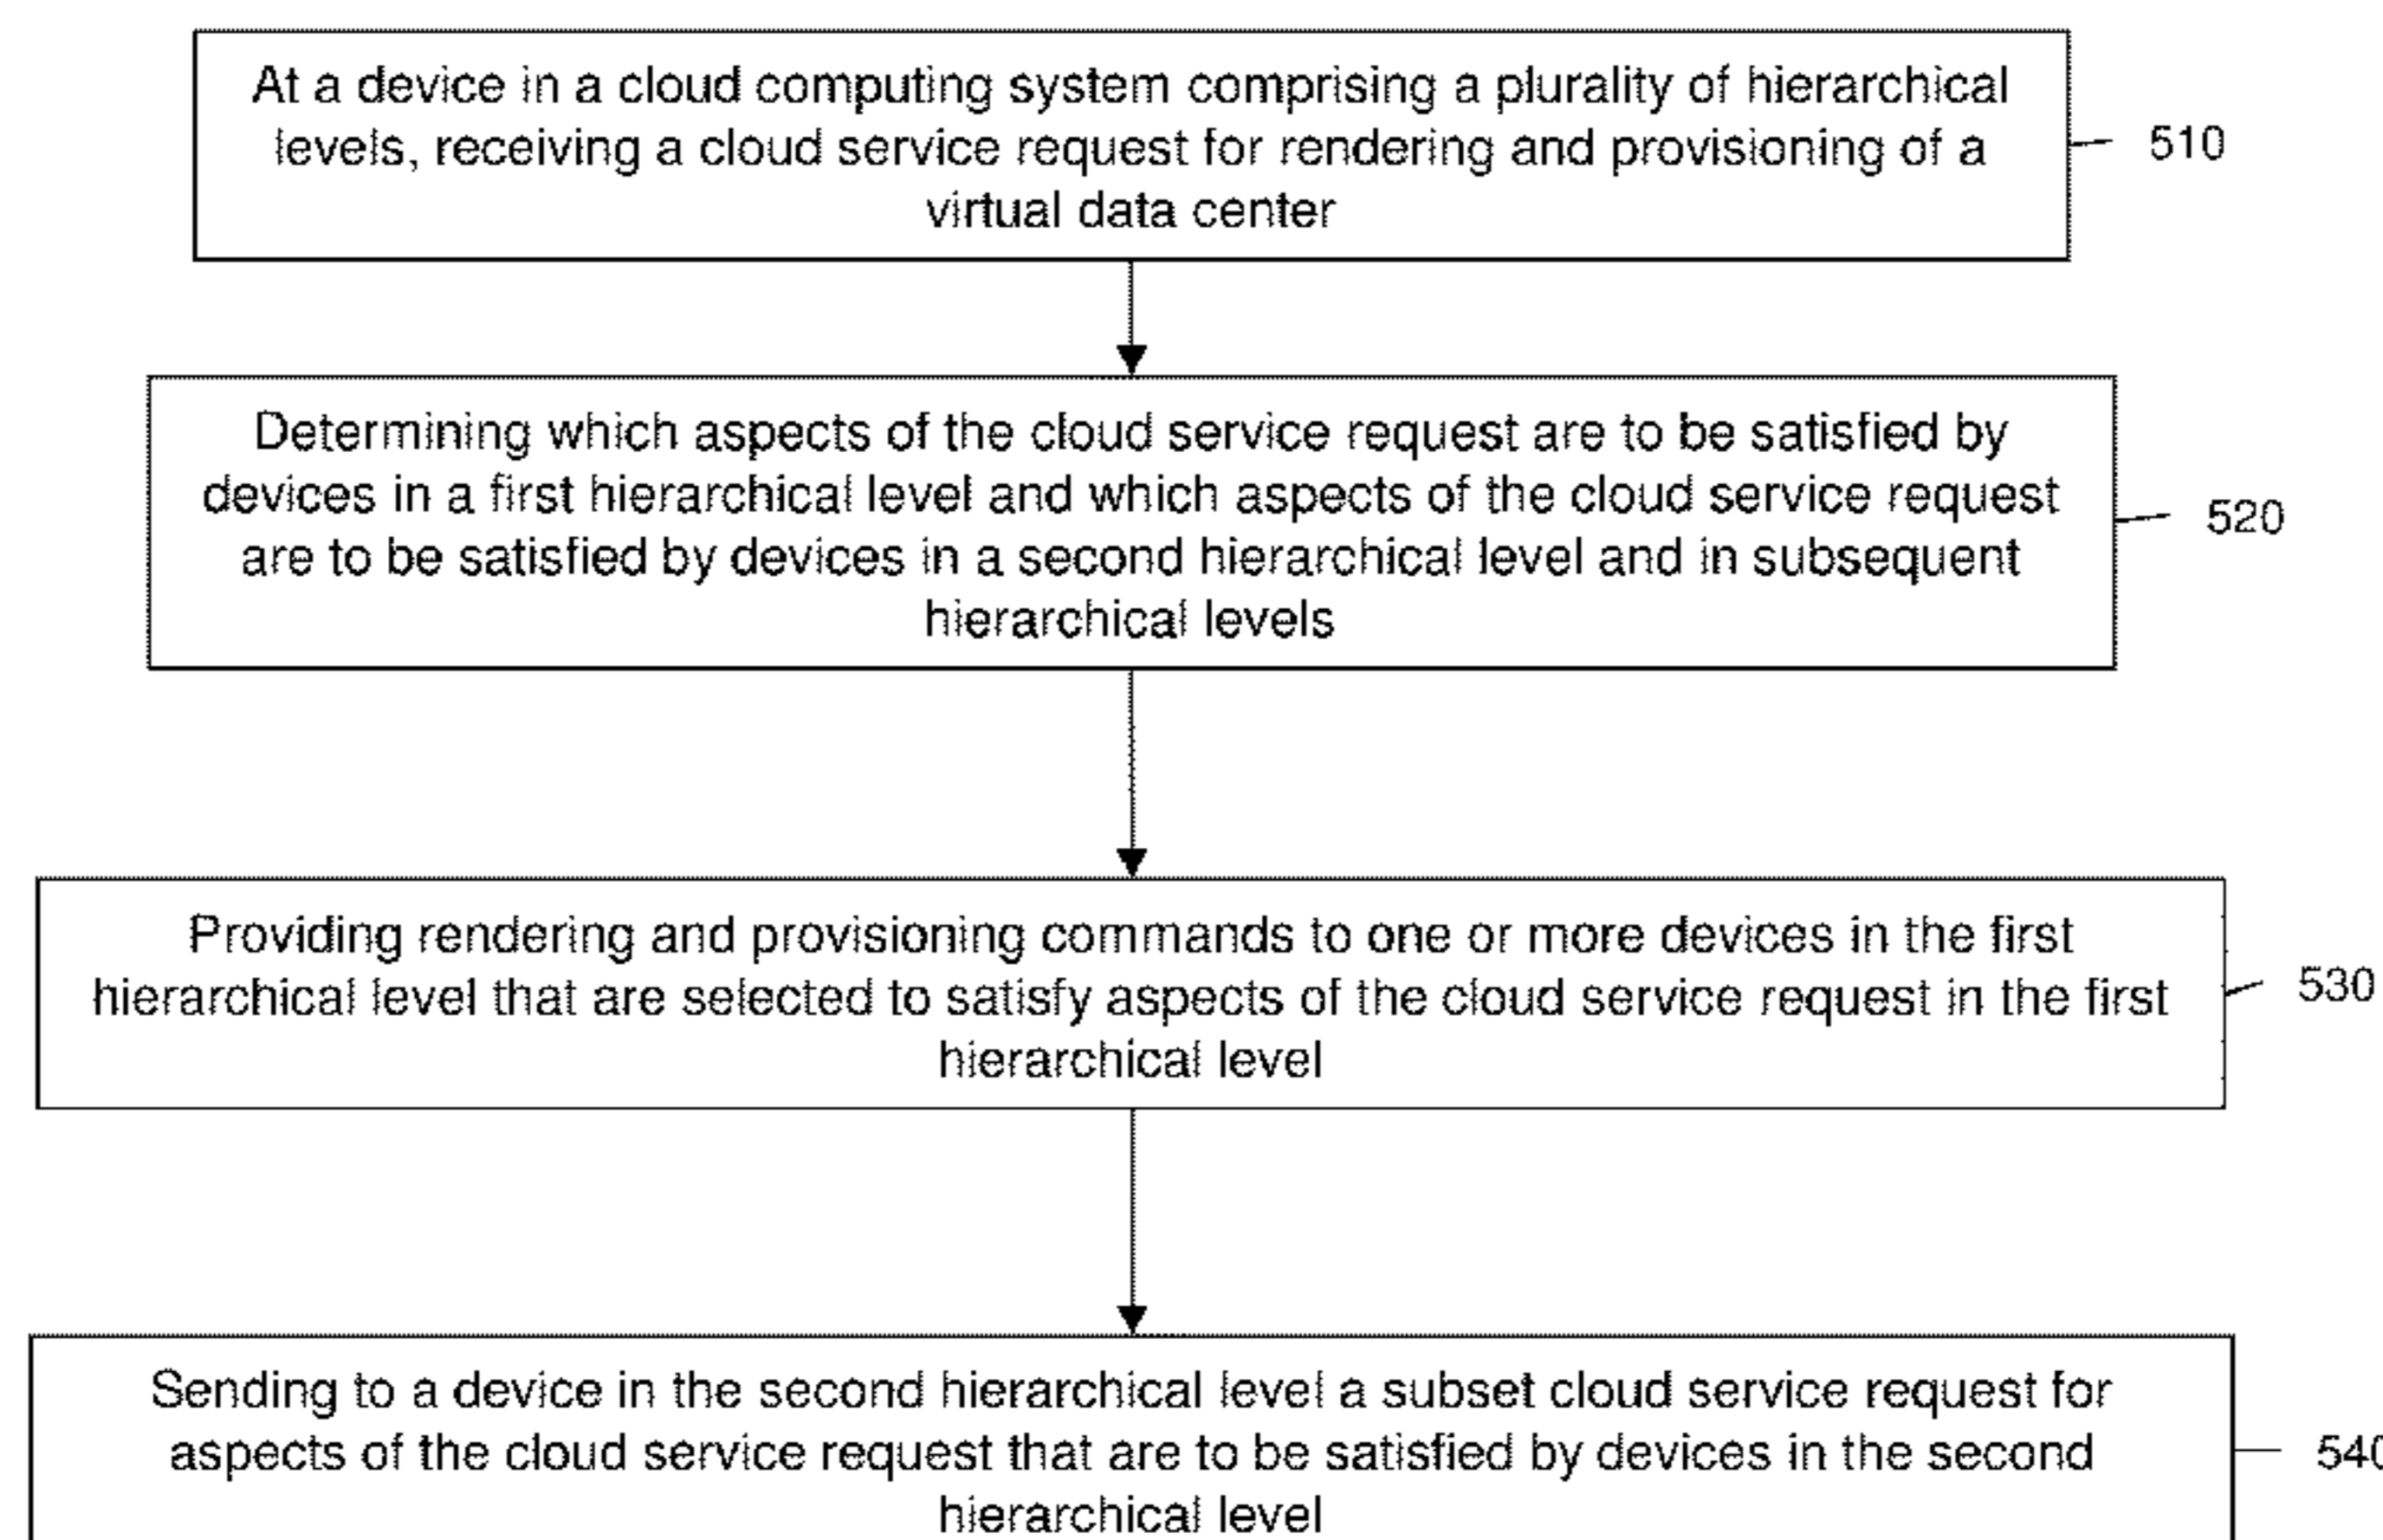 At a device in a cloud computing system comprising a plurality of hierarchical
levels, receiving a cloud service request for rendering and provisioning of a
virtual data center
510
Determining which aspects of the cloud service request are to be satisfied by
devices in a first hierarchical level and which aspects of the cloud service request
are to be satisfied by devices in a second hierarchical level and in subsequent
hierarchical levels
520
Providing rendering and provisioning commands to one or more devices in the first
hierarchical level that are selected to satisfy aspects of the cloud service request in the first
hierarchical level
530
Sending to a device in the second hierarchical level a subset cloud service request for
aspects of the cloud service request that are to be satisfied by devices in the second
hierarchical level
540